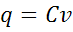 q = Cv